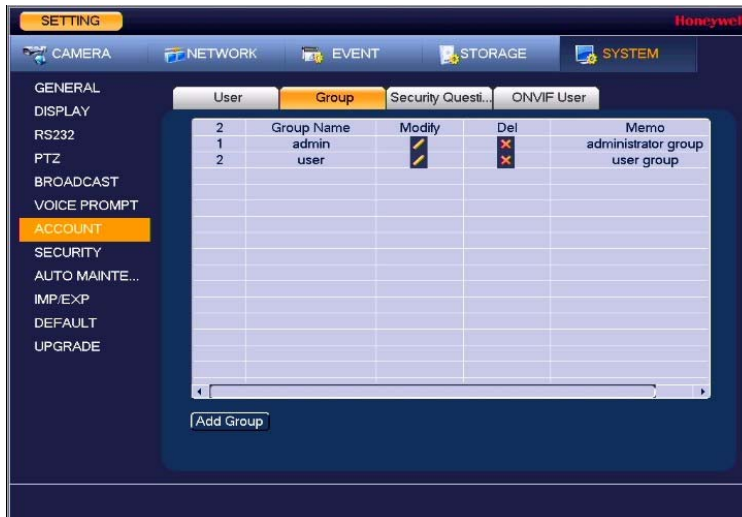 SETTING
Honeywell
CAMERA NETWORK EVENT STORAGE SYSTEM
GENERAL
DISPLAY
RS232
PTZ
BROADCAST
VOICE PROMPT
ACCOUNT
SECURITY
AUTO MAINTE...
IMP/EXP
DEFAULT
UPGRADE
User Group Security Questi... ONVIF User
2 Group Name Modify Del Memo
1 admin administrator group
2 user user group
Add Group